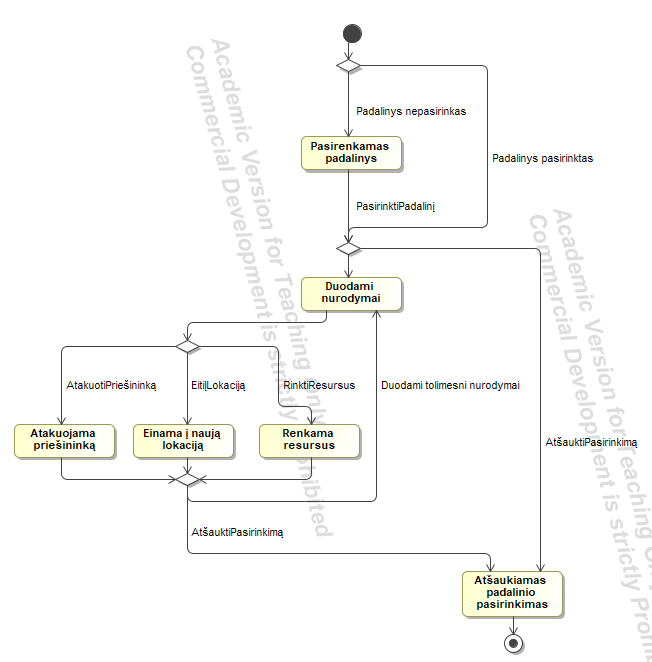 Padalinys nepasirinkas
Pasirenkamas
padalinys
Padalinys pasirinktas
PasirinktiPadalinį
Duodami
nurodymai
AtakuotiPriešininką
EitiĮLokaciją
RinktiResursus
Duodami tolimesni nurodymai
Atakuojama
priešininką
Einama į naują
lokaciją
Renkama
resursus
AtšauktiPasirinkimą
AtšauktiPasirinkimą
Atšaukiamas
padalinio
pasirinkimas
Academic Version for Teaching Only
Commercial Development is strictly Prohibited
Academic Version for Teaching Only
Commercial Development is strictly Prohi